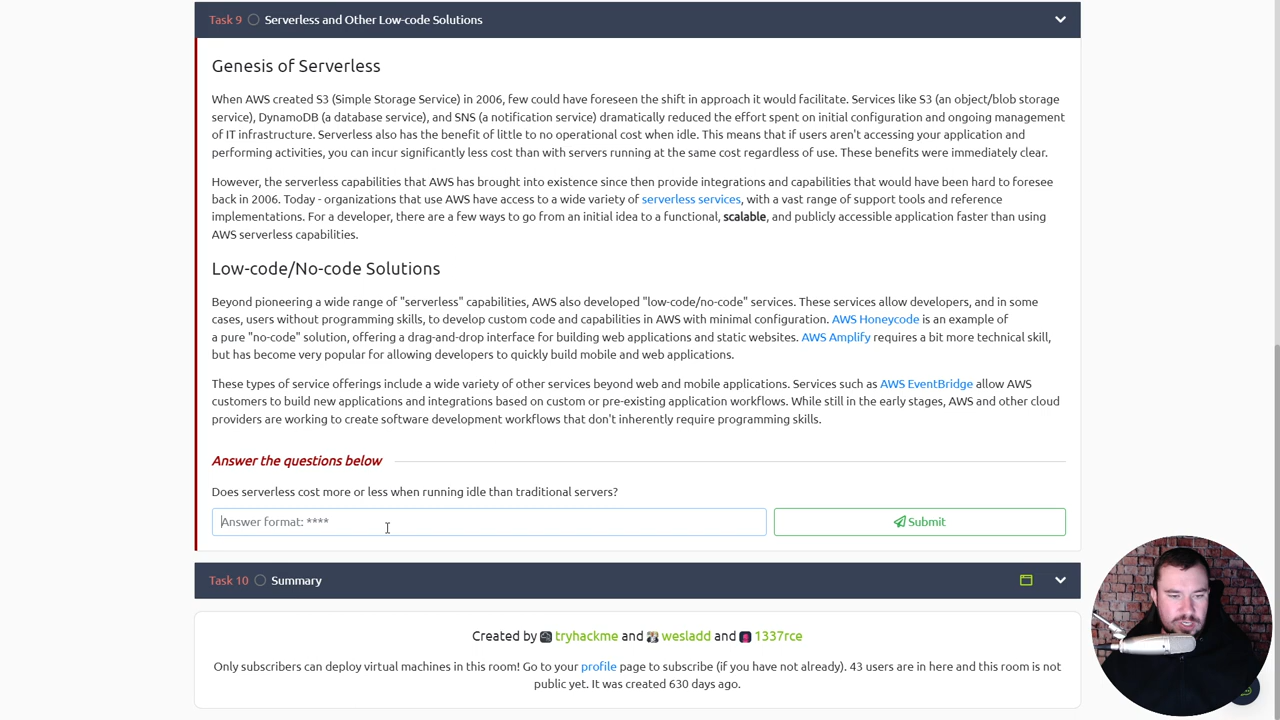 Task 9 Serverless and Other Low-code Solutions
Genesis of Serverless
When AWS created S3 (Simple Storage Service) in 2006, few could have foreseen the shift in approach it would facilitate. Services like S3 (an object/blob storage
service), DynamoDB (a database service), and SNS (a notification service) dramatically reduced the effort spent on initial configuration and ongoing management
of IT infrastructure. Serverless also has the benefit of little to no operational cost when idle. This means that if users aren't accessing your application and
performing activities, you can incur significantly less cost than with servers running at the same cost regardless of use. These benefits were immediately clear.
However, the serverless capabilities that AWS has brought into existence since then provide integrations and capabilities that would have been hard to foresee
back in 2006. Today - organizations that use AWS have access to a wide variety of serverless services, with a vast range of support tools and reference
implementations. For a developer, there are a few ways to go from an initial idea to a functional, scalable, and publicly accessible application faster than using
AWS serverless capabilities.
Low-code/No-code Solutions
Beyond pioneering a wide range of "serverless" capabilities, AWS also developed "low-code/no-code" services. These services allow developers, and in some
cases, users without programming skills, to develop custom code and capabilities in AWS with minimal configuration. AWS Honeycode is an example of
a pure "no-code" solution, offering a drag-and-drop interface for building web applications and static websites. AWS Amplify requires a bit more technical skill,
but has become very popular for allowing developers to quickly build mobile and web applications.
These types of service offerings include a wide variety of other services beyond web and mobile applications. Services such as AWS EventBridge allow AWS
customers to build new applications and integrations based on custom or pre-existing application workflows. While still in the early stages, AWS and other cloud
providers are working to create software development workflows that don't inherently require programming skills.
Answer the questions below
Does serverless cost more or less when running idle than traditional servers?
Answer format: ****
Submit
Task 10 Summary
Created by tryhackme and wesladd and 1337rce
Only subscribers can deploy virtual machines in this room! Go to your profile page to subscribe (if you have not already). 43 users are in here and this room is not
public yet. It was created 630 days ago.